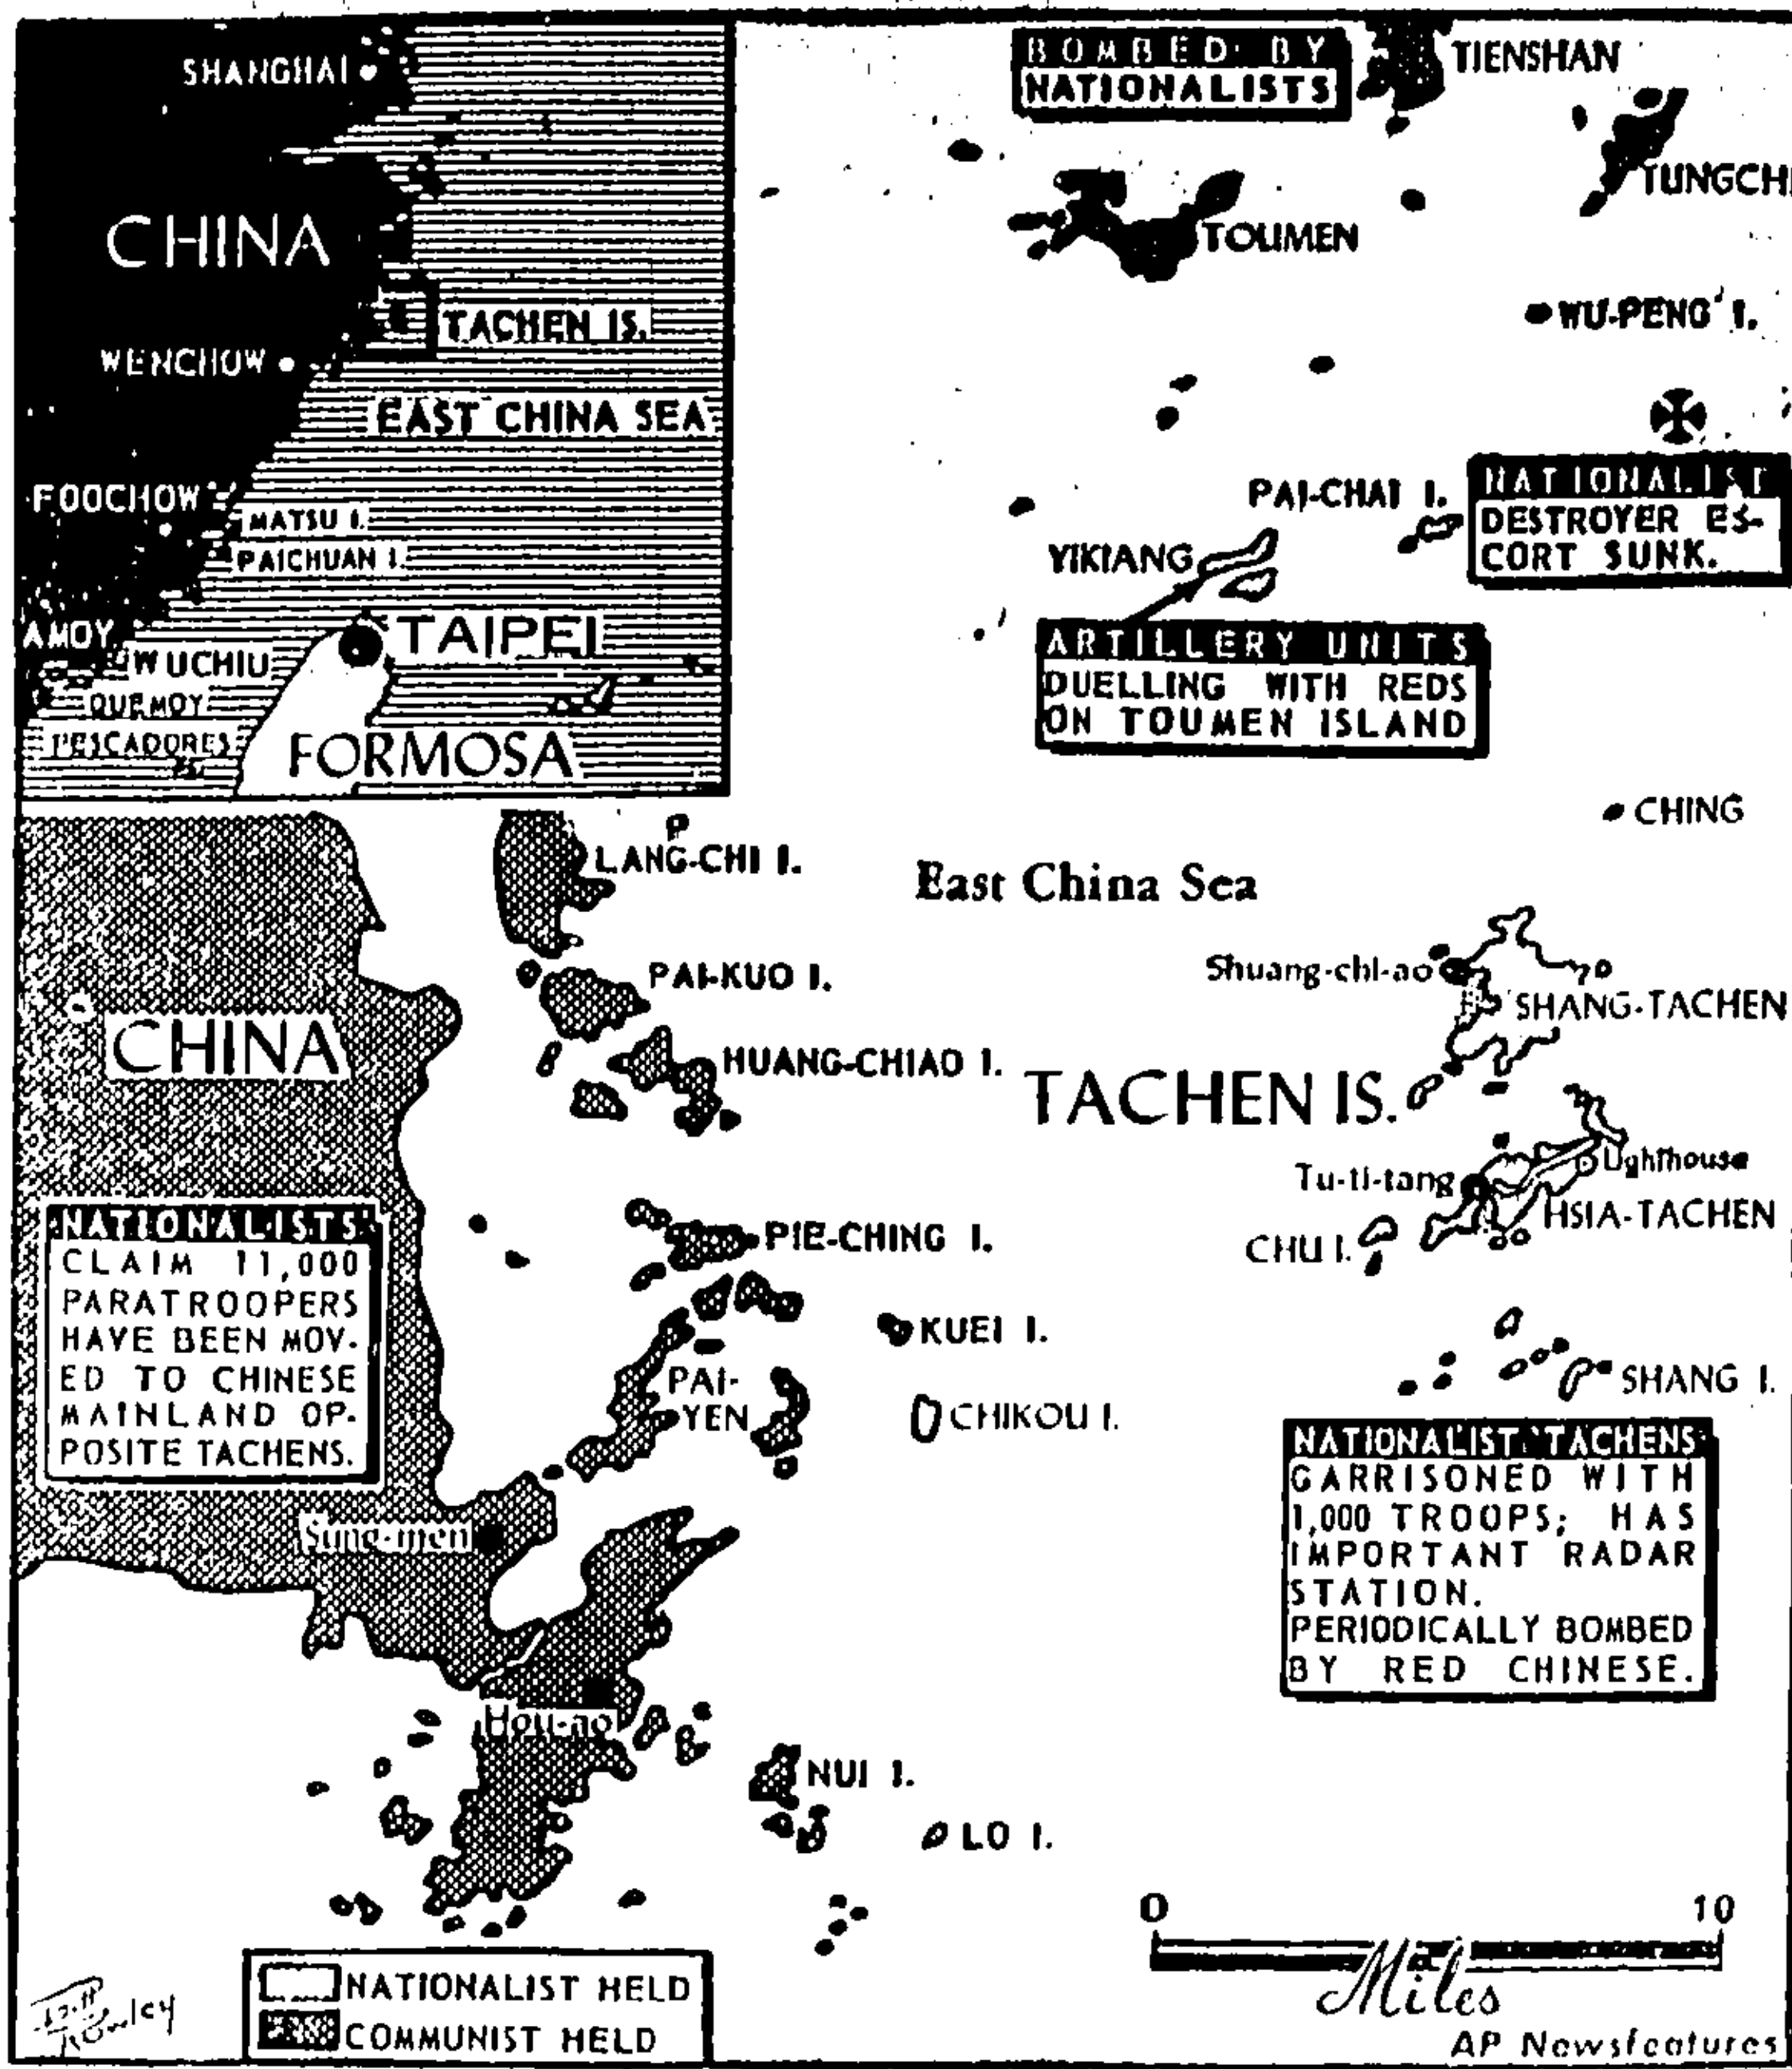 SHANGHAI
CHINA
TACHEN IS.
WENCHOW
EAST CHINA SEA
FOOCHOW
MATSU I.
PAICHUAN I.
AMOY
TAIPEI
WUCHIU
QUEMOY
PESCADORES
FORMOSA
BOMBED BY
NATIONALISTS
TIENSHAN
TUNGCH
TOUMEN
WU-PENG I.
PAI-CHAI I.
NATIONALIST
DESTROYER ES-
CORT SUNK.
YIKIANG
ARTILLERY UNITS
DUELLING WITH REDS
ON TOUMEN ISLAND
CHING
LANG-CHI I.
East China Sea
PAI-KUO I.
Shuang-chi-ao
SHANG-TACHEN
CHINA
HUANG-CHIAO I.
TACHEN IS.
Lighthouse
Tu-ti-tang
HSIA-TACHEN
CHU I.
NATIONALISTS
CLAIM 11,000
PARATROOPERS
HAVE BEEN MOV-
ED TO CHINESE
MAINLAND OP-
POSITE TACHENS.
PIE-CHING I.
KUEI I.
PAI-
YEN
CHIKOU I.
SHANG I.
NATIONALIST TACHENS
GARRISONED WITH
1,000 TROOPS; HAS
IMPORTANT RADAR
STATION.
PERIODICALLY BOMBED
BY RED CHINESE.
Sung-men
Hou-ao
NUI I.
LO I.
0 10
Miles
NATIONALIST HELD
COMMUNIST HELD
AP Newsfeatures